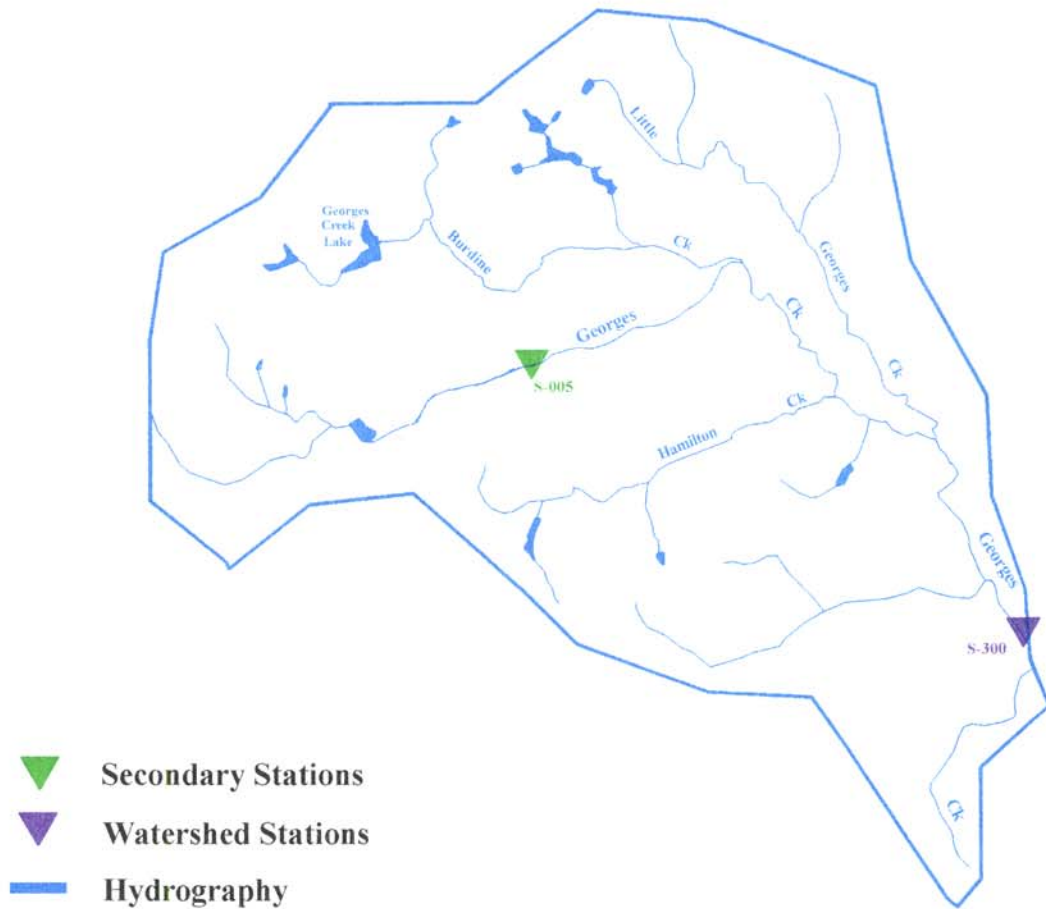 Little
Georges
Creek
Lake
Burdine
Ck
Georges
Georges
Ck
Ck
S-005
Hamilton
Ck
Georges
S-300
Ck
Secondary Stations
Watershed Stations
Hydrography